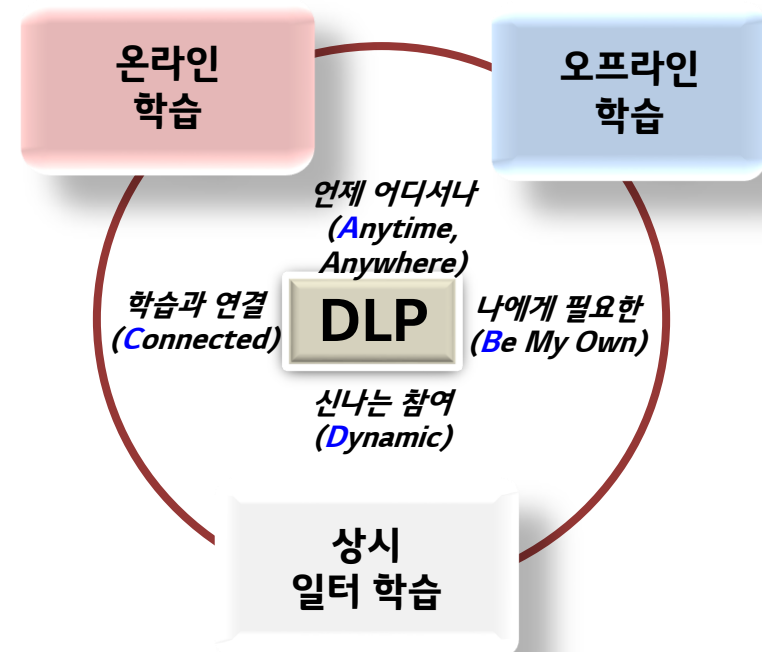 온라인
학습
오프라인
학습
언제 어디서나
(Anytime,
Anywhere)
학습과 연결
(Connected)
DLP
나에게 필요한
(Be My Own)
신나는 참여
(Dynamic)
상시
일터 학습